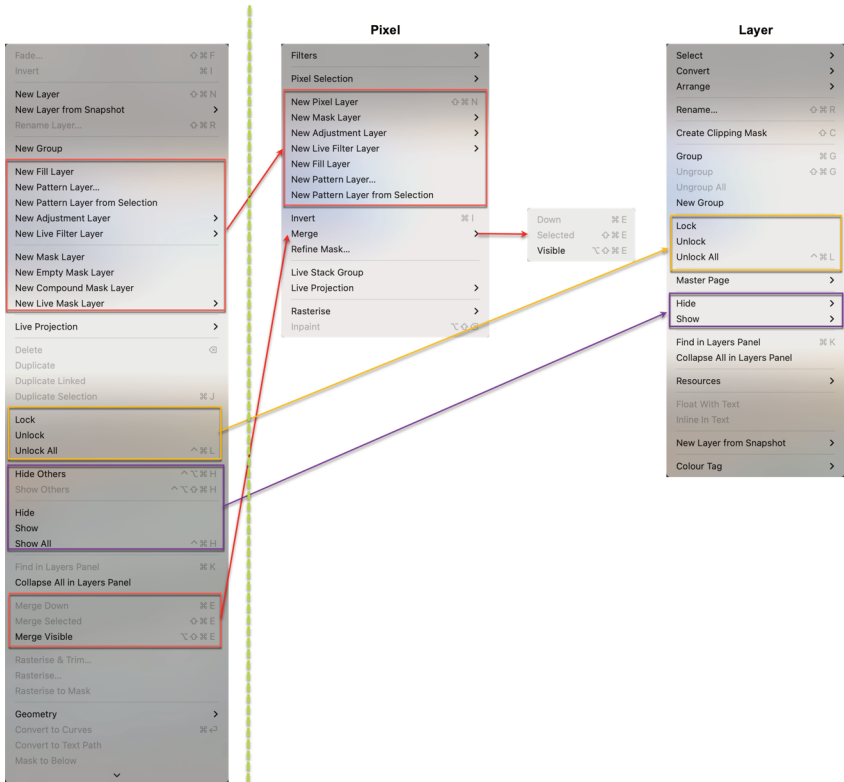 Fade... ⇧⌘F
Invert ⌘I
New Layer ⇧⌘N
New Layer from Snapshot >
Rename Layer... ⇧⌘R
New Group
New Fill Layer
New Pattern Layer...
New Pattern Layer from Selection
New Adjustment Layer >
New Live Filter Layer >
New Mask Layer
New Empty Mask Layer
New Compound Mask Layer
New Live Mask Layer >
Live Projection >
Delete ⌫
Duplicate
Duplicate Linked
Duplicate Selection ⌘J
Lock
Unlock
Unlock All ^⌘L
Hide Others ^⌥⌘H
Show Others ^⌥⇧⌘H
Hide
Show
Show All ^⌘H
Find in Layers Panel ⌘K
Collapse All in Layers Panel
Merge Down ⌘E
Merge Selected ⇧⌘E
Merge Visible ⌥⇧⌘E
Rasterise & Trim...
Rasterise...
Rasterise to Mask
Geometry >
Convert to Curves ⌘↩
Convert to Text Path
Mask to Below
Pixel
Filters >
Pixel Selection >
New Pixel Layer ⇧⌘N
New Mask Layer >
New Adjustment Layer >
New Live Filter Layer >
New Fill Layer
New Pattern Layer...
New Pattern Layer from Selection
Invert ⌘I
Merge >
Refine Mask...
Live Stack Group
Live Projection >
Rasterise >
Inpaint ⌥⇧⌫
Down ⌘E
Selected ⇧⌘E
Visible ⌥⇧⌘E
Layer
Select >
Convert >
Arrange >
Rename... ⇧⌘R
Create Clipping Mask ⇧C
Group ⌘G
Ungroup ⇧⌘G
Ungroup All
New Group
Lock
Unlock
Unlock All ^⌘L
Master Page >
Hide >
Show >
Find in Layers Panel ⌘K
Collapse All in Layers Panel
Resources >
Float With Text
Inline In Text
New Layer from Snapshot >
Colour Tag >